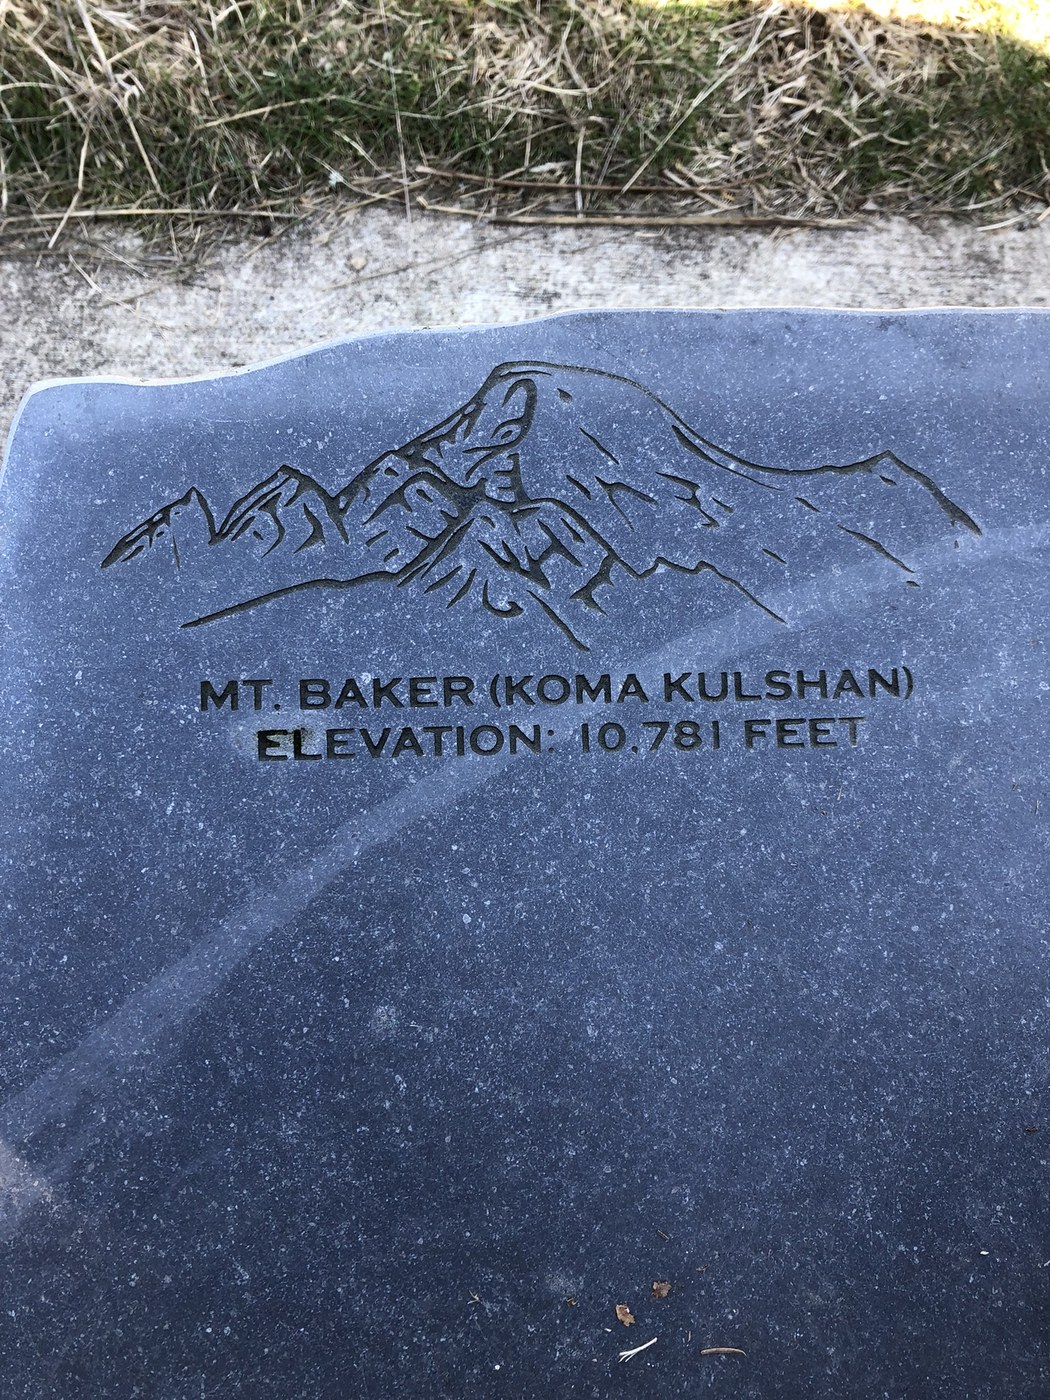 MT. BAKER (KOMA KULSHAN)
ELEVATION: 10,781 FEET